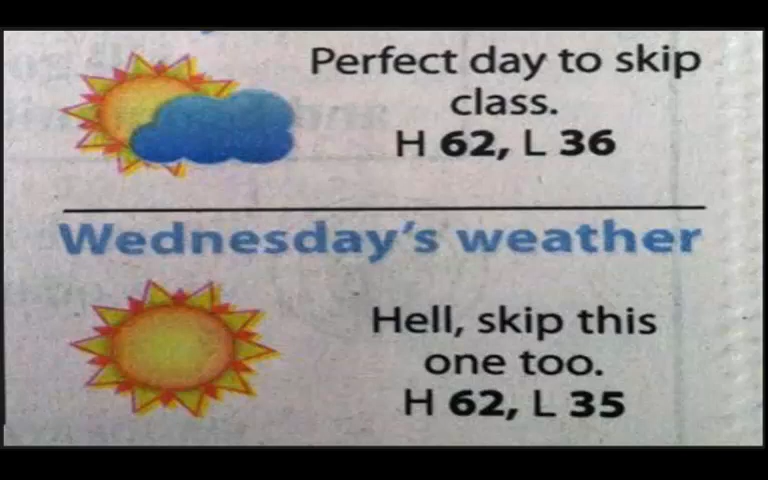 Perfect day to skip
class.
H 62, L 36
Wednesday's weather
Hell, skip this
one too.
H 62, L 35